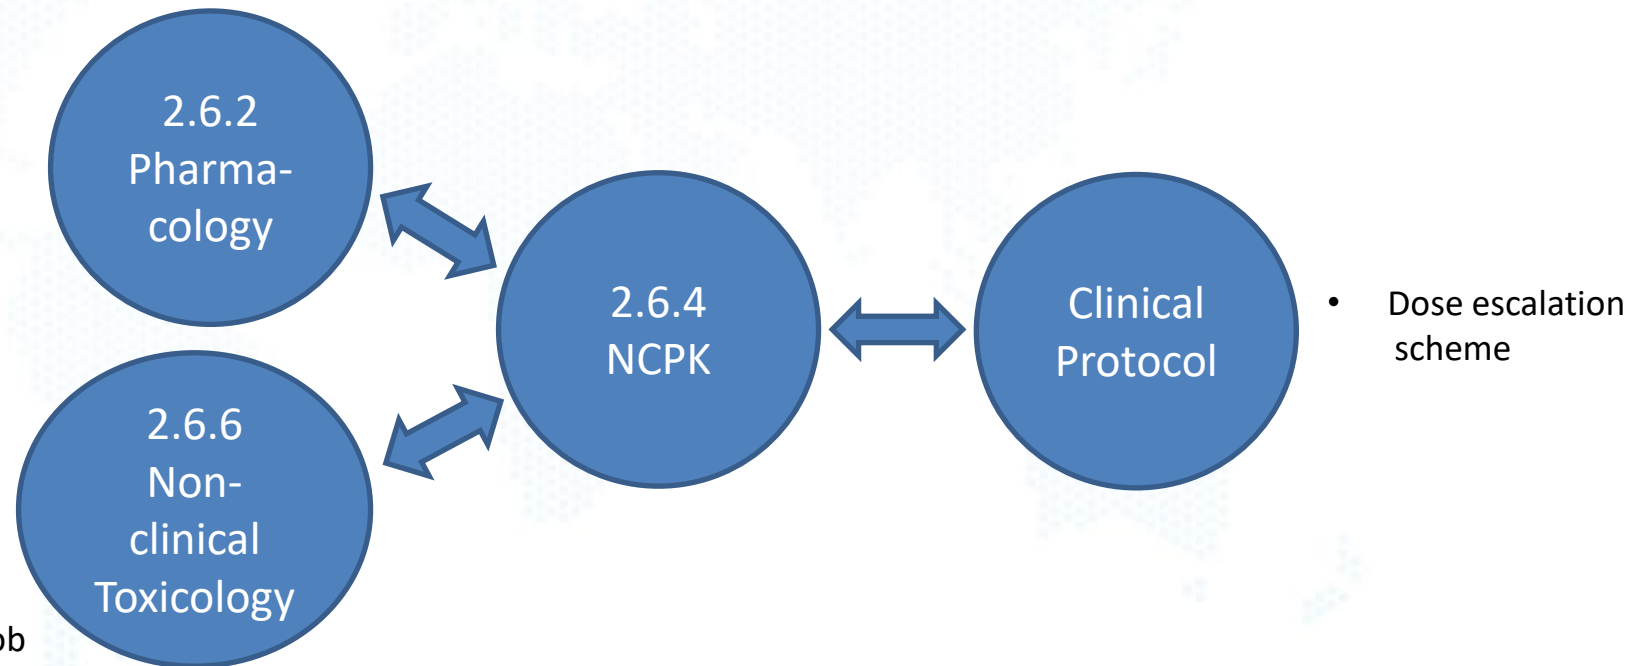 2.6.2
Pharma-
cology
2.6.6
Non-
clinical
Toxicology
2.6.4
NCPK
Clinical
Protocol
• Dose escalation
scheme